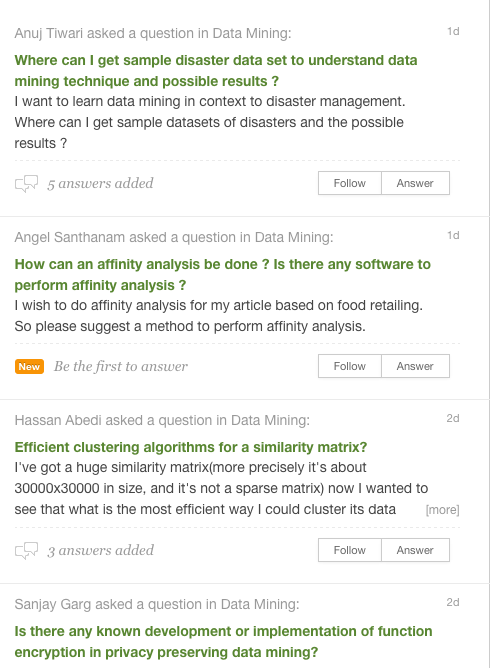 Anuj Tiwari asked a question in Data Mining: 1d
Where can I get sample disaster data set to understand data
mining technique and possible results ?
I want to learn data mining in context to disaster management.
Where can I get sample datasets of disasters and the possible
results ?
5 answers added Follow Answer
Angel Santhanam asked a question in Data Mining: 1d
How can an affinity analysis be done ? Is there any software to
perform affinity analysis ?
I wish to do affinity analysis for my article based on food retailing.
So please suggest a method to perform affinity analysis.
New Be the first to answer Follow Answer
Hassan Abedi asked a question in Data Mining: 2d
Efficient clustering algorithms for a similarity matrix?
I've got a huge similarity matrix(more precisely it's about
30000x30000 in size, and it's not a sparse matrix) now I wanted to
see that what is the most efficient way I could cluster its data [more]
3 answers added Follow Answer
Sanjay Garg asked a question in Data Mining: 2d
Is there any known development or implementation of function
encryption in privacy preserving data mining?